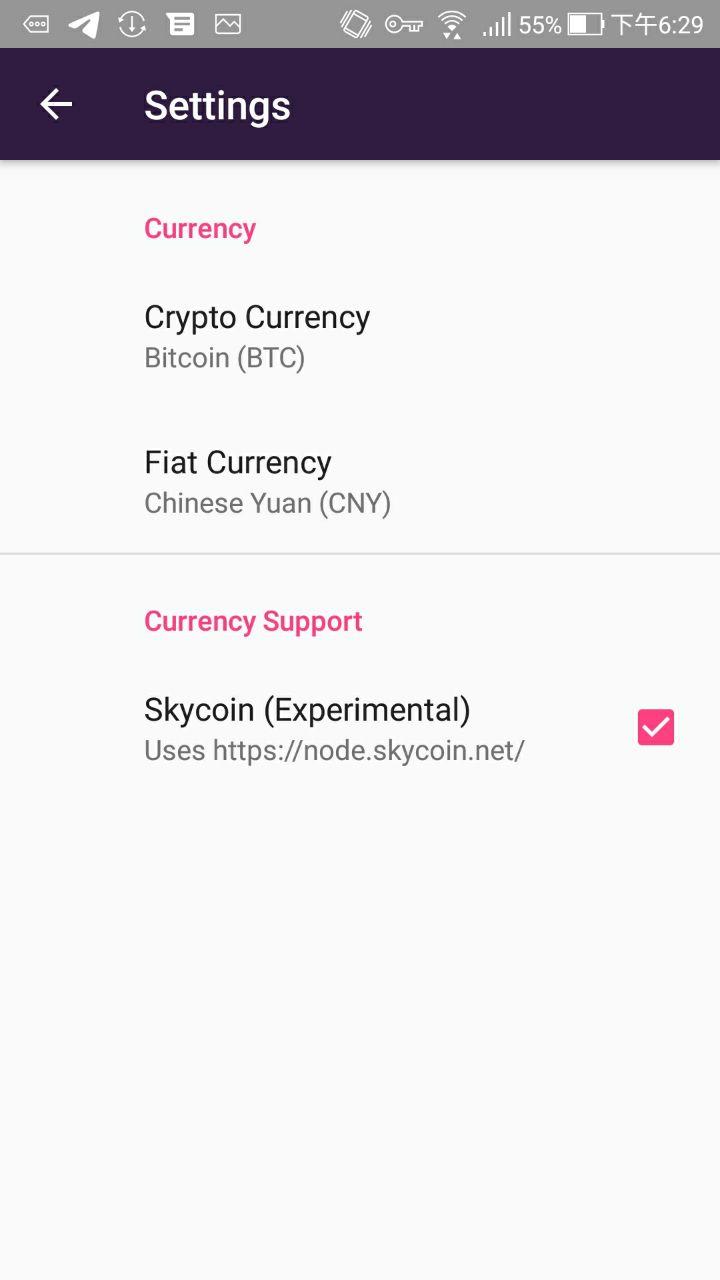 55% 下午6:29
Settings
Currency
Crypto Currency
Bitcoin (BTC)
Fiat Currency
Chinese Yuan (CNY)
Currency Support
Skycoin (Experimental)
Uses https://node.skycoin.net/